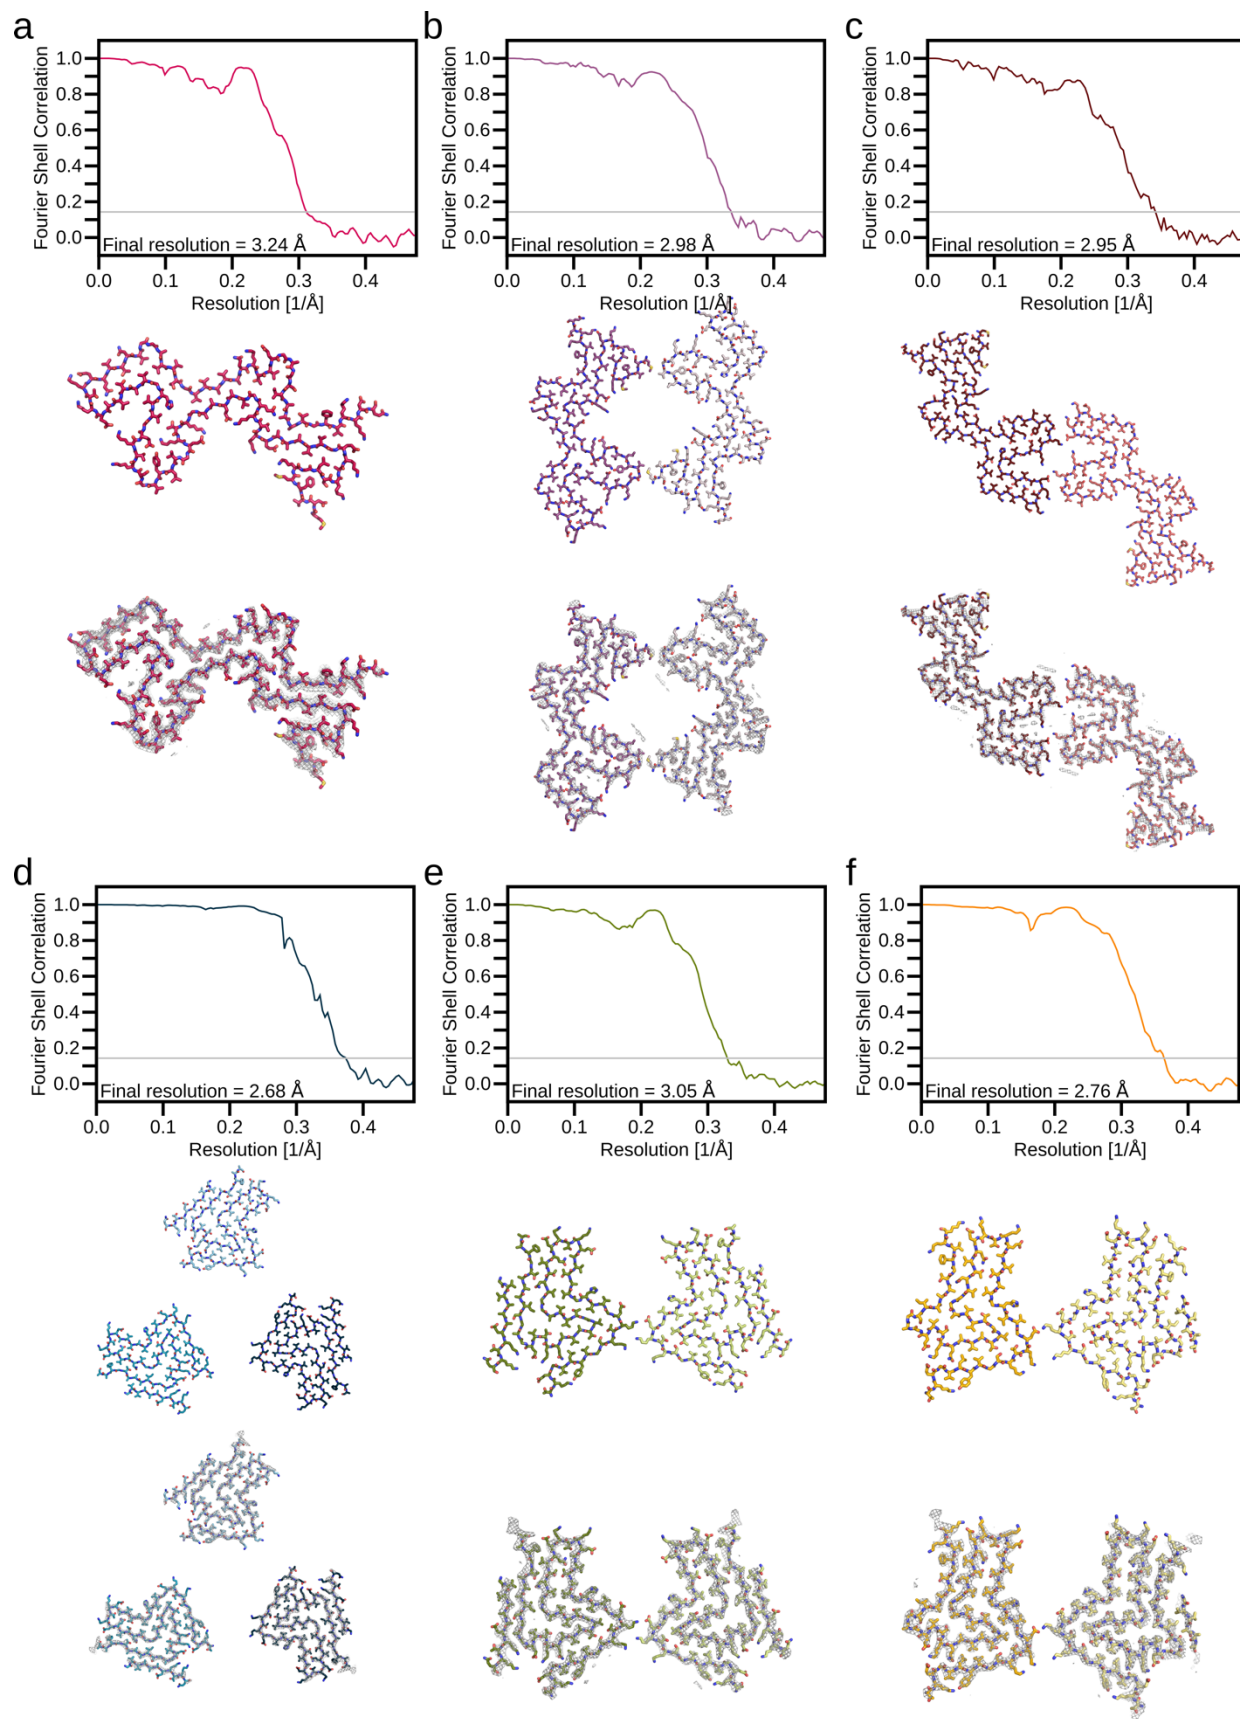 a
b
c
Fourier Shell Correlation
1.0
0.8
0.6
0.4
0.2
0.0
Final resolution = 3.24 Å
0.0 0.1 0.2 0.3 0.4
Resolution [1/Å]
Fourier Shell Correlation
1.0
0.8
0.6
0.4
0.2
0.0
Final resolution = 2.98 Å
0.0 0.1 0.2 0.3 0.4
Resolution [1/Å]
Fourier Shell Correlation
1.0
0.8
0.6
0.4
0.2
0.0
Final resolution = 2.95 Å
0.0 0.1 0.2 0.3 0.4
Resolution [1/Å]
d
e
f
Fourier Shell Correlation
1.0
0.8
0.6
0.4
0.2
0.0
Final resolution = 2.68 Å
0.0 0.1 0.2 0.3 0.4
Resolution [1/Å]
Fourier Shell Correlation
1.0
0.8
0.6
0.4
0.2
0.0
Final resolution = 3.05 Å
0.0 0.1 0.2 0.3 0.4
Resolution [1/Å]
Fourier Shell Correlation
1.0
0.8
0.6
0.4
0.2
0.0
Final resolution = 2.76 Å
0.0 0.1 0.2 0.3 0.4
Resolution [1/Å]